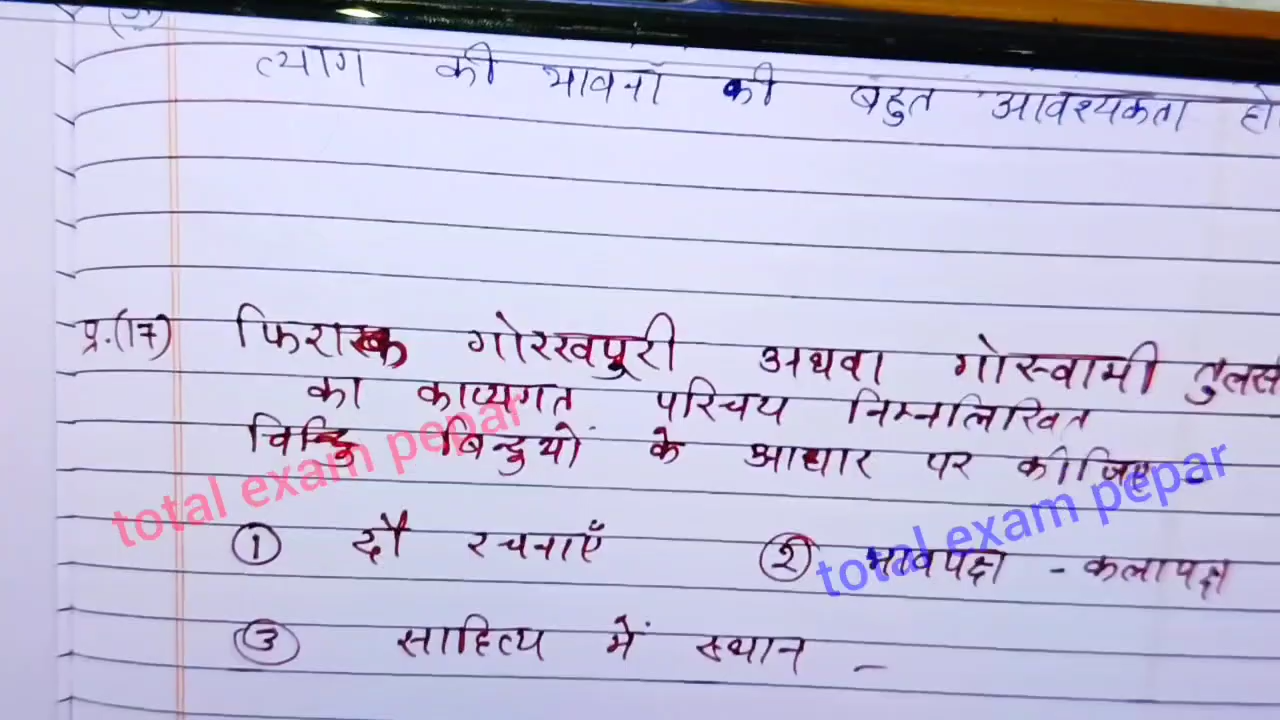 त्याग की भावना की बहुत आवश्यकता हो
प्र.(17) फिराक गोरखपुरी अथवा गोस्वामी तुलस
का काव्यगत परिचय निम्नलिखित
बिन्दुयों के आधार पर कीजिए -
① दौ रचनाएँ ② भावपक्ष - कलापक्ष
③ साहित्य में स्थान -
total exam pepar
total exam pepar